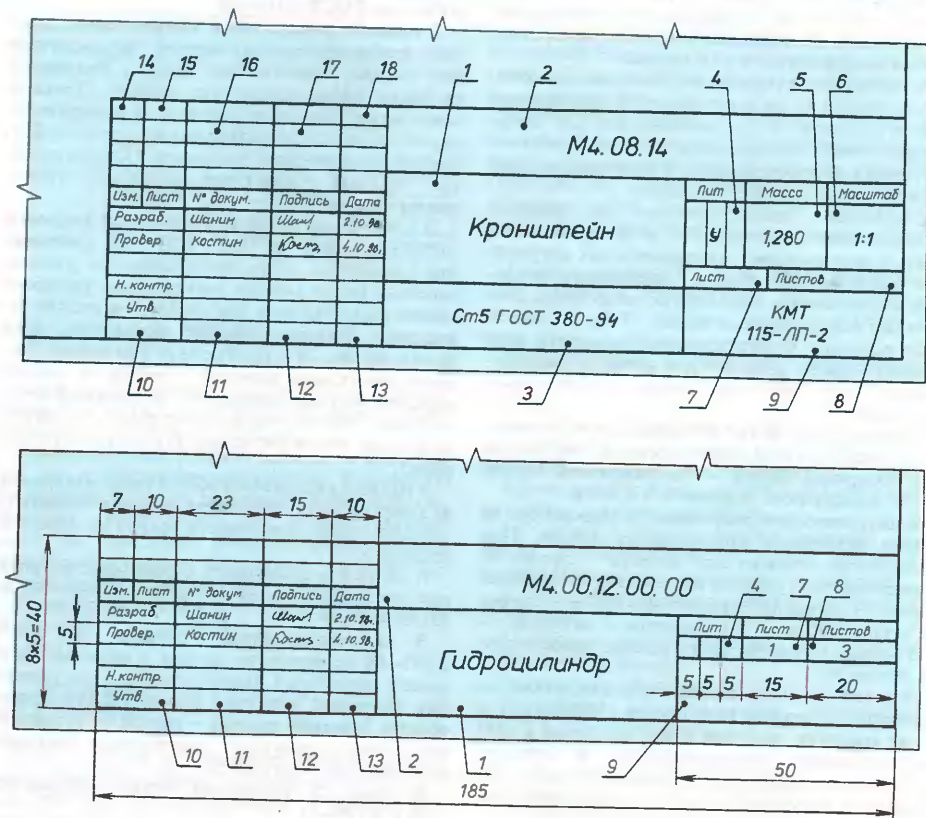 14 15 16 17 18 1 2 4 5 6
М4.08.14
Лит Масса Масштаб
Изм. Лист № докум. Подпись Дата
Разраб. Шанин Шан 2.10.98.
Кронштейн
У 1,280 1:1
Провер. Костин Кост 4.10.98.
Лист Листов
Н.контр.
Утв.
Ст5 ГОСТ 380-94
КМТ
115-ЛП-2
10 11 12 13 3 7 9 8
7 10 23 15 10
8х5=40
5
М4.00.12.00.00
4 7 8
Изм. Лист № докум Подпись Дата
Разраб. Шанин Шан 2.10.98.
Лит Лист Листов
Провер. Костин Кост 4.10.98.
1 3
Гидроцилиндр
Н.контр.
5 5 5 15 20
Утв.
10 11 12 13 2 1 9
50
185